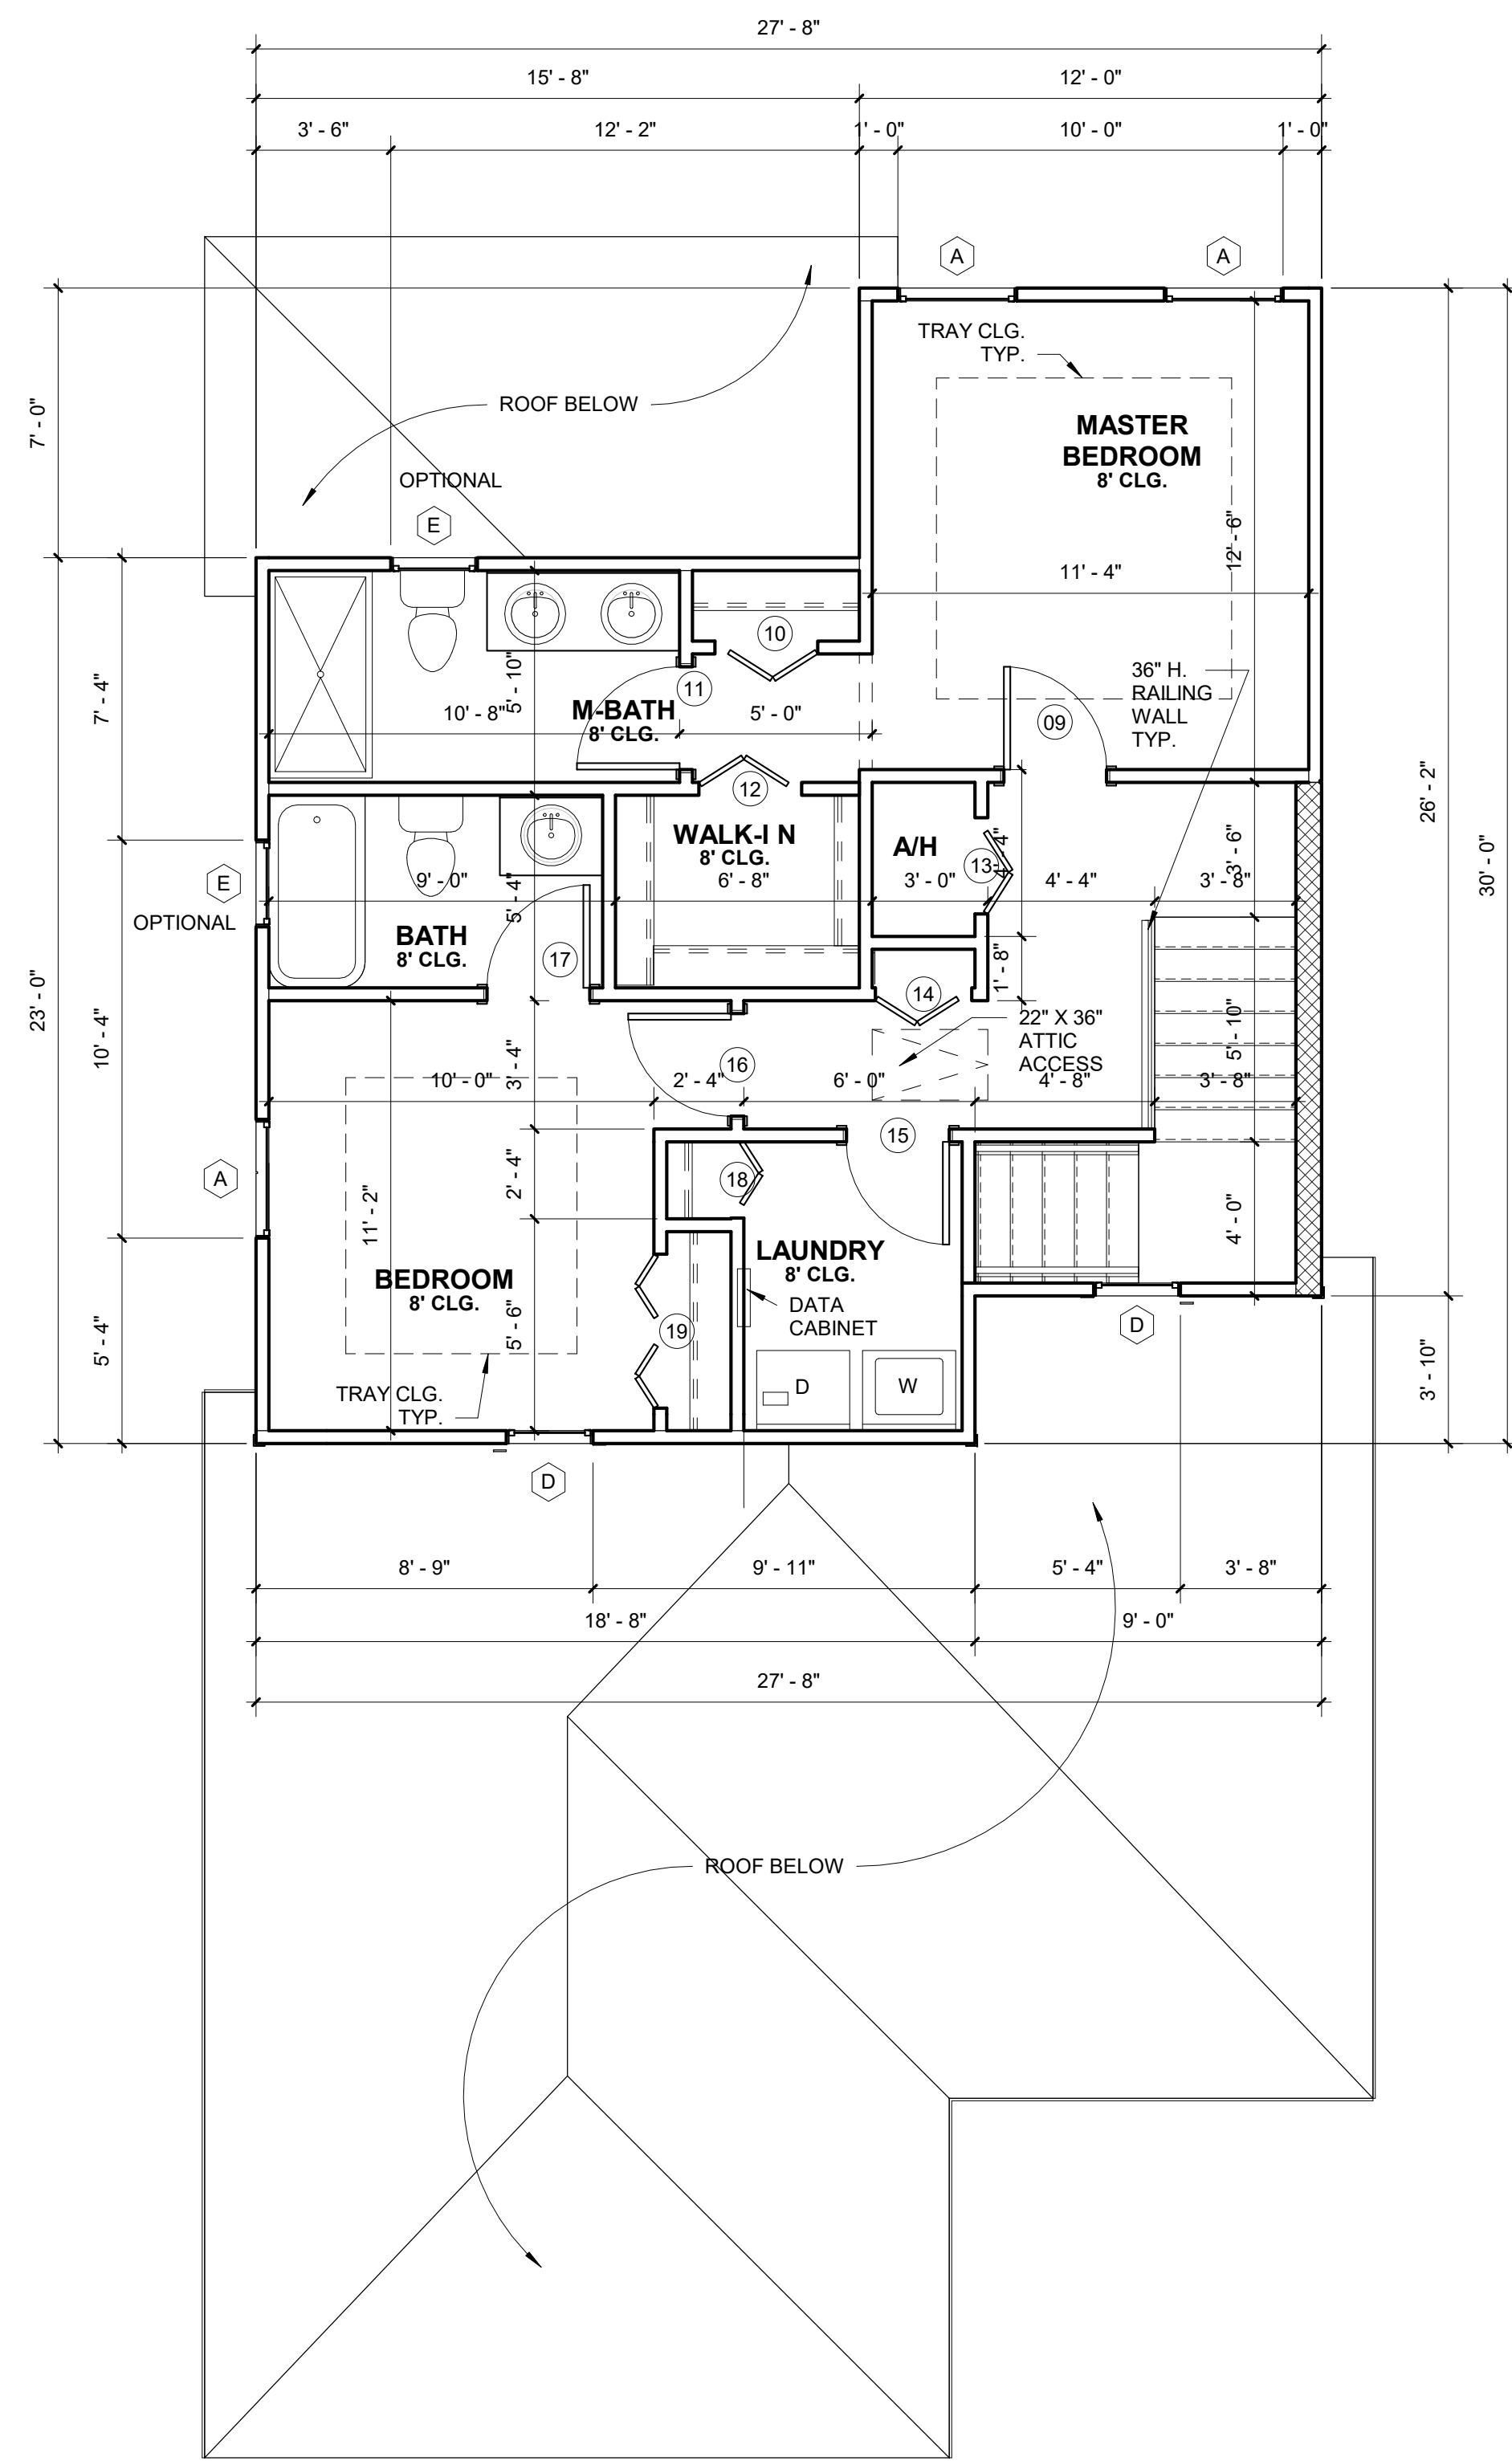 27' - 8"
15' - 8"
12' - 0"
3' - 6"
12' - 2"
1' - 0"
10' - 0"
1' - 0"
A
A
TRAY CLG.
TYP.
ROOF BELOW
7' - 0"
MASTER
BEDROOM
8' CLG.
OPTIONAL
E
12' - 6"
11' - 4"
10
36" H.
RAILING
WALL
TYP.
11
5' - 10"
7' - 4"
10' - 8"
M-BATH
8' CLG.
5' - 0"
09
12
26' - 2"
30' - 0"
WALK-I N
8' CLG.
6' - 8"
A/H
13
4' - 4"
3' - 0"
4' - 4"
3' - 6"
3' - 8"
E
OPTIONAL
9' - 0"
5' - 4"
BATH
8' CLG.
17
14
1' - 8"
22" X 36"
ATTIC
ACCESS
23' - 0"
10' - 4"
3' - 4"
16
10' - 0"
2' - 4"
6' - 0"
4' - 8"
5' - 10"
3' - 8"
15
A
11' - 2"
2' - 4"
18
4' - 0"
LAUNDRY
8' CLG.
BEDROOM
8' CLG.
DATA
CABINET
D
5' - 4"
5' - 6"
19
3' - 10"
TRAY CLG.
TYP.
D
W
D
8' - 9"
9' - 11"
5' - 4"
3' - 8"
18' - 8"
9' - 0"
27' - 8"
ROOF BELOW